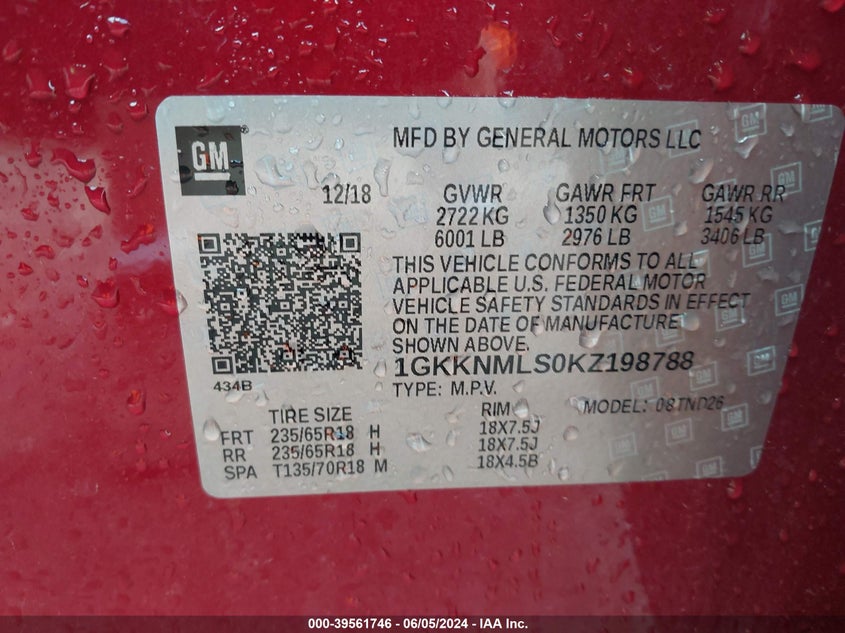 GM ®
MFD BY GENERAL MOTORS LLC
12/18 GVWR GAWR FRT GAWR RR
2722 KG 1350 KG 1545 KG
6001 LB 2976 LB 3406 LB
THIS VEHICLE CONFORMS TO ALL
APPLICABLE U.S. FEDERAL MOTOR
VEHICLE SAFETY STANDARDS IN EFFECT
ON THE DATE OF MANUFACTURE
SHOWN ABOVE.
1GKKNMLS0KZ198788
434B
TYPE: M.P.V. MODEL: 08TND26
TIRE SIZE RIM
FRT 235/65R18 H 18X7.5J
RR 235/65R18 H 18X7.5J
SPA T135/70R18 M 18X4.5B
000-39561746 - 06/05/2024 - IAA Inc.